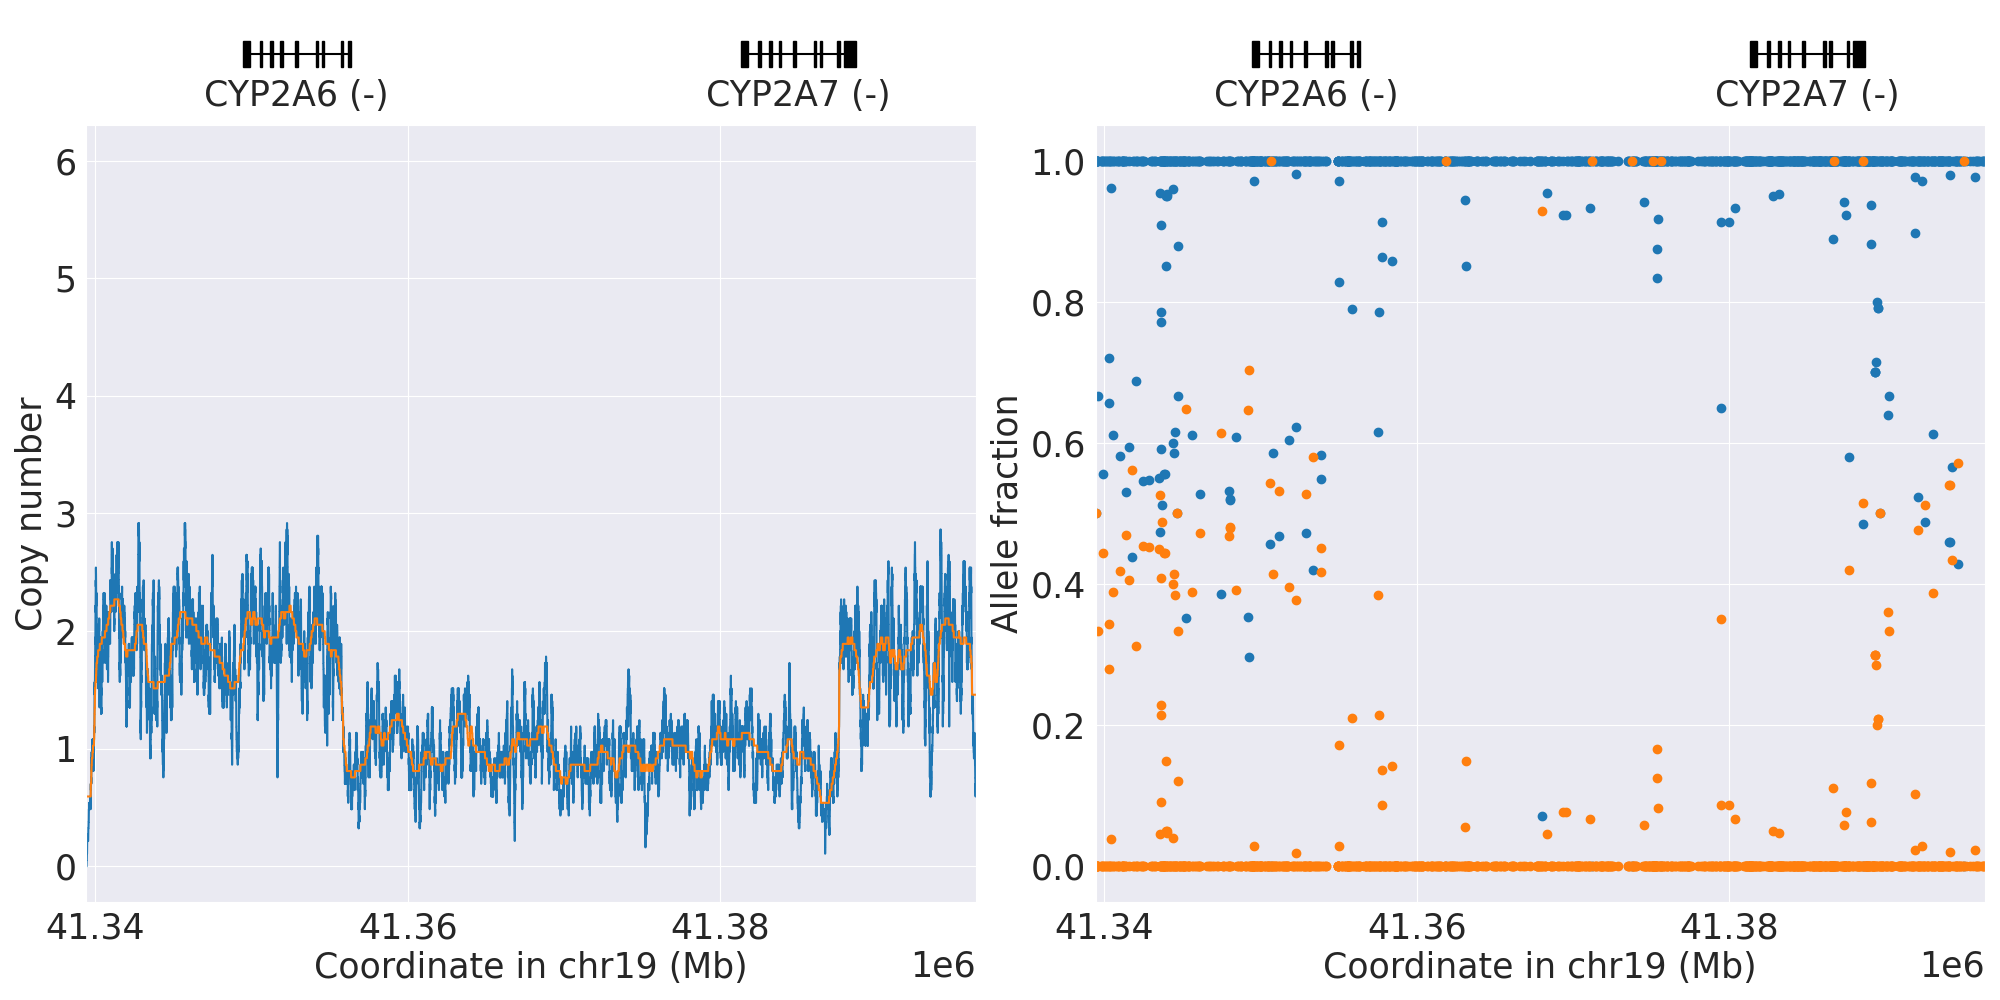 CYP2A6 (-) CYP2A7 (-) CYP2A6 (-) CYP2A7 (-)
6
5
4
3
2
1
0
Copy number
41.34 41.36 41.38
Coordinate in chr19 (Mb) 1e6
1.0
0.8
0.6
0.4
0.2
0.0
Allele fraction
41.34 41.36 41.38
Coordinate in chr19 (Mb) 1e6